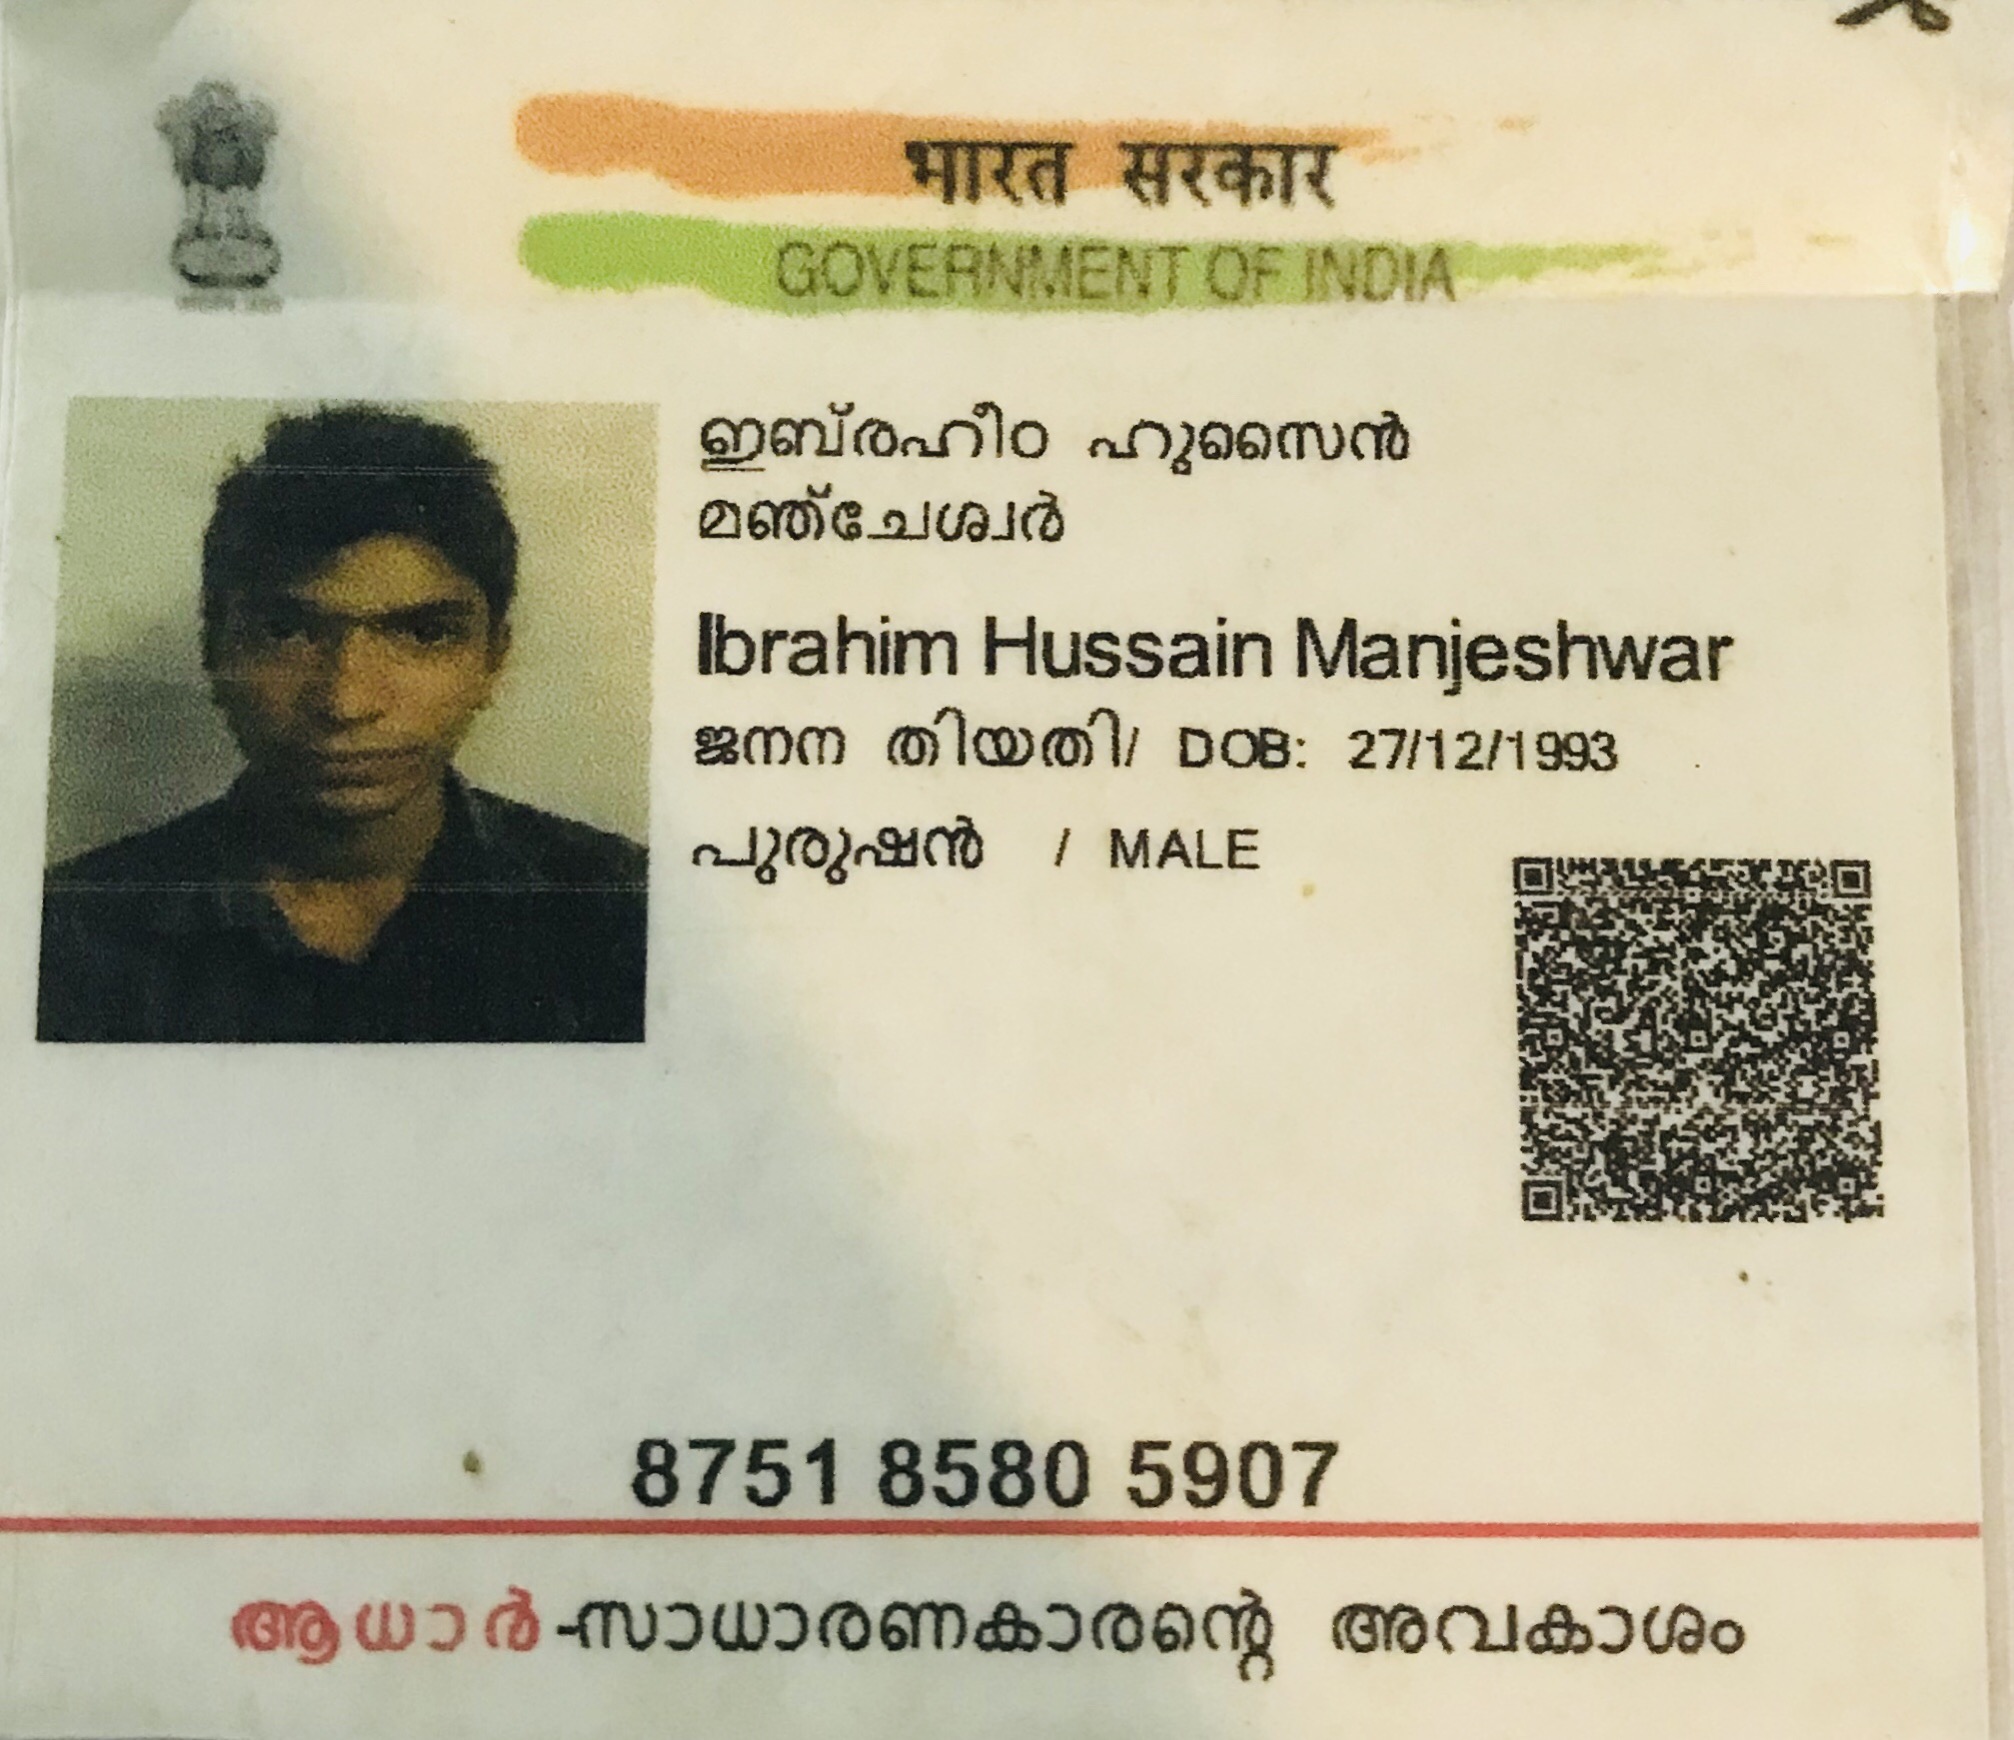 भारत सरकार
GOVERNMENT OF INDIA
ഇബ്രഹീം ഹുസൈൻ
മഞ്ചേശ്വർ
Ibrahim Hussain Manjeshwar
ജനന തിയതി/ DOB: 27/12/1993
പുരുഷൻ / MALE
8751 8580 5907
ആധാർ-സാധാരണകാരന്റെ അവകാശം